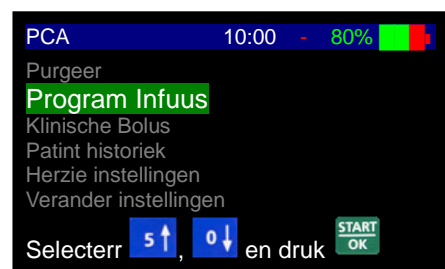 PCA 10:00 - 80%
Purgeer
Program Infuus
Klinische Bolus
Patint historiek
Herzie instellingen
Verander instellingen
Selecterr 5↑, 0↓ en druk START OK